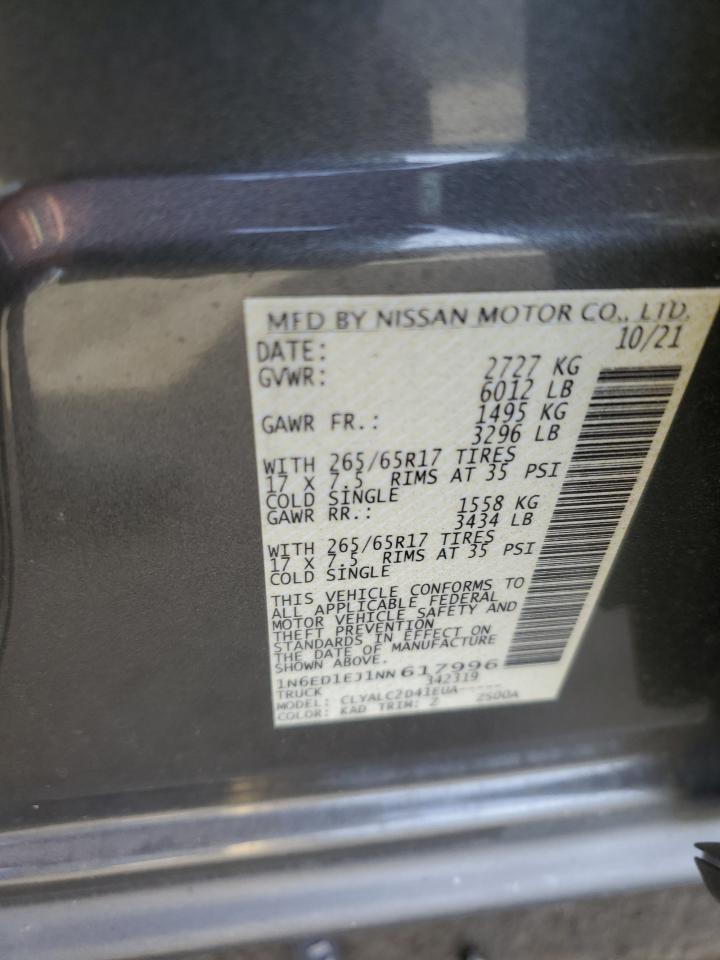 MFD BY NISSAN MOTOR CO., LTD.
DATE: 10/21
GVWR: 2727 KG
6012 LB
GAWR FR.: 1495 KG
3296 LB
WITH 265/65R17 TIRES
17 X 7.5 RIMS AT 35 PSI
COLD SINGLE
GAWR RR.: 1558 KG
3434 LB
WITH 265/65R17 TIRES
17 X 7.5 RIMS AT 35 PSI
COLD SINGLE
THIS VEHICLE CONFORMS TO
ALL APPLICABLE FEDERAL
MOTOR VEHICLE SAFETY AND
THEFT PREVENTION
STANDARDS IN EFFECT ON
THE DATE OF MANUFACTURE
SHOWN ABOVE.
1N6ED1EJ1NN617996
TRUCK 342319
MODEL: CLYALC2D41EUA-----
COLOR: KAD TRIM: Z 2S00A